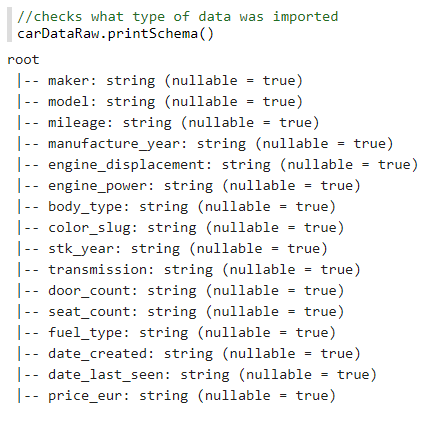 //checks what type of data was imported
carDataRaw.printSchema()
root
|-- maker: string (nullable = true)
|-- model: string (nullable = true)
|-- mileage: string (nullable = true)
|-- manufacture_year: string (nullable = true)
|-- engine_displacement: string (nullable = true)
|-- engine_power: string (nullable = true)
|-- body_type: string (nullable = true)
|-- color_slug: string (nullable = true)
|-- stk_year: string (nullable = true)
|-- transmission: string (nullable = true)
|-- door_count: string (nullable = true)
|-- seat_count: string (nullable = true)
|-- fuel_type: string (nullable = true)
|-- date_created: string (nullable = true)
|-- date_last_seen: string (nullable = true)
|-- price_eur: string (nullable = true)